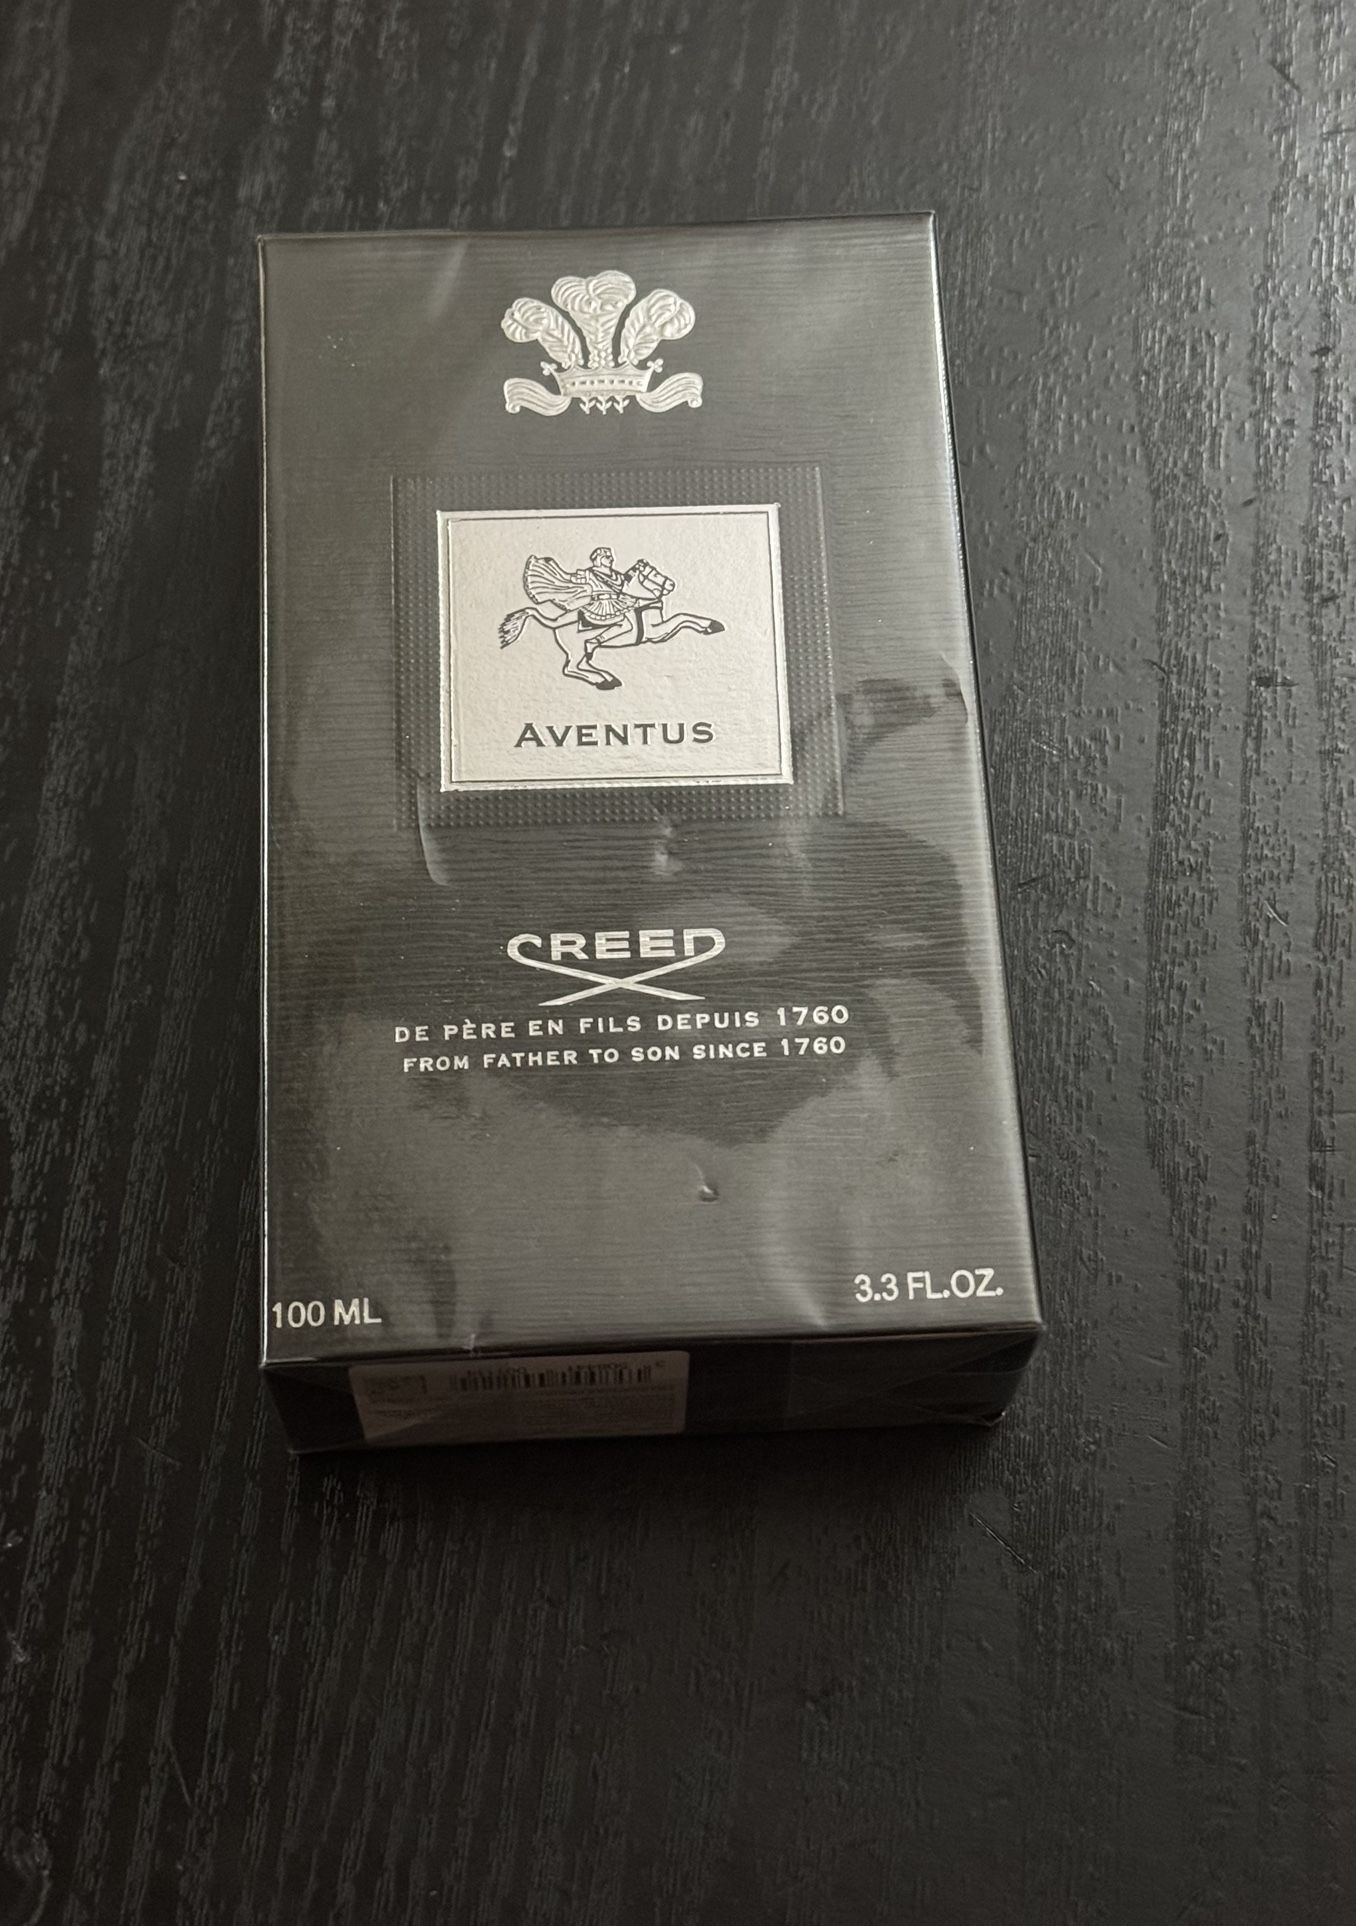 AVENTUS
CREED
DE PÈRE EN FILS DEPUIS 1760
FROM FATHER TO SON SINCE 1760
100 ML
3.3 FL.OZ.